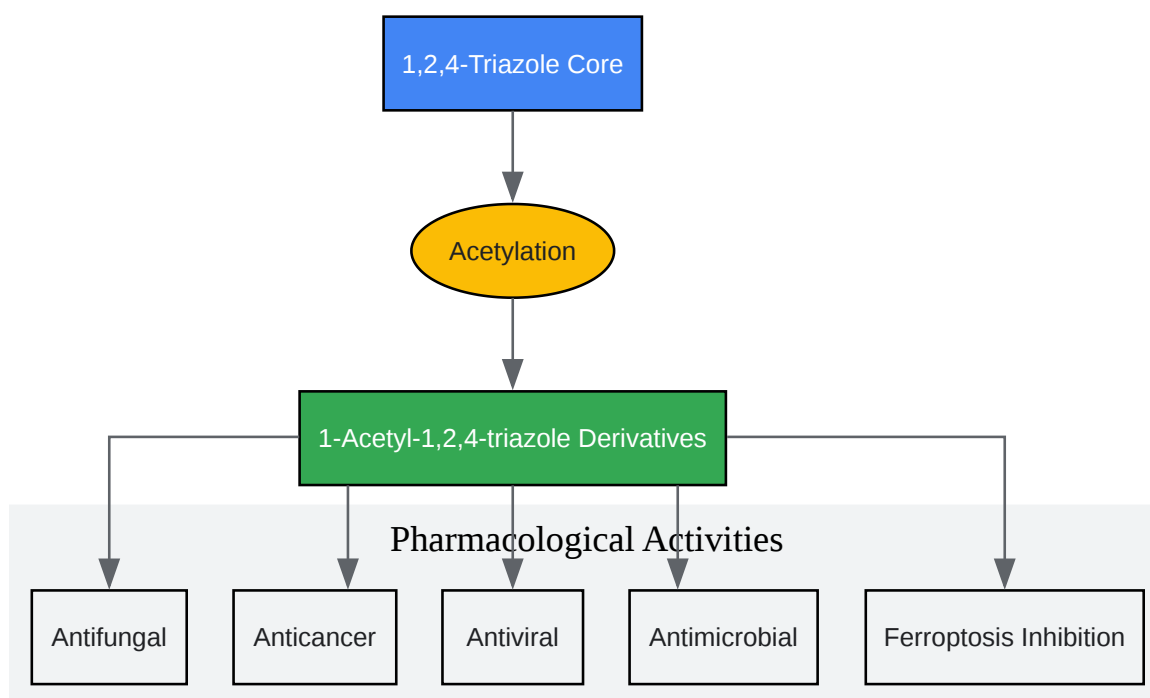 1,2,4-Triazole Core
Acetylation
1-Acetyl-1,2,4-triazole Derivatives
Pharmacological Activities
Antifungal
Anticancer
Antiviral
Antimicrobial
Ferroptosis Inhibition